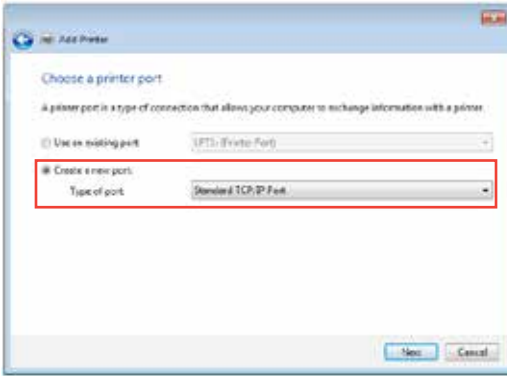 Add Printer
Choose a printer port
A printer port is a type of connection that allows your computer to exchange information with a printer.
Use an existing port:
LPT1: (Printer Port)
Create a new port:
Type of port:
Standard TCP/IP Port
Next
Cancel